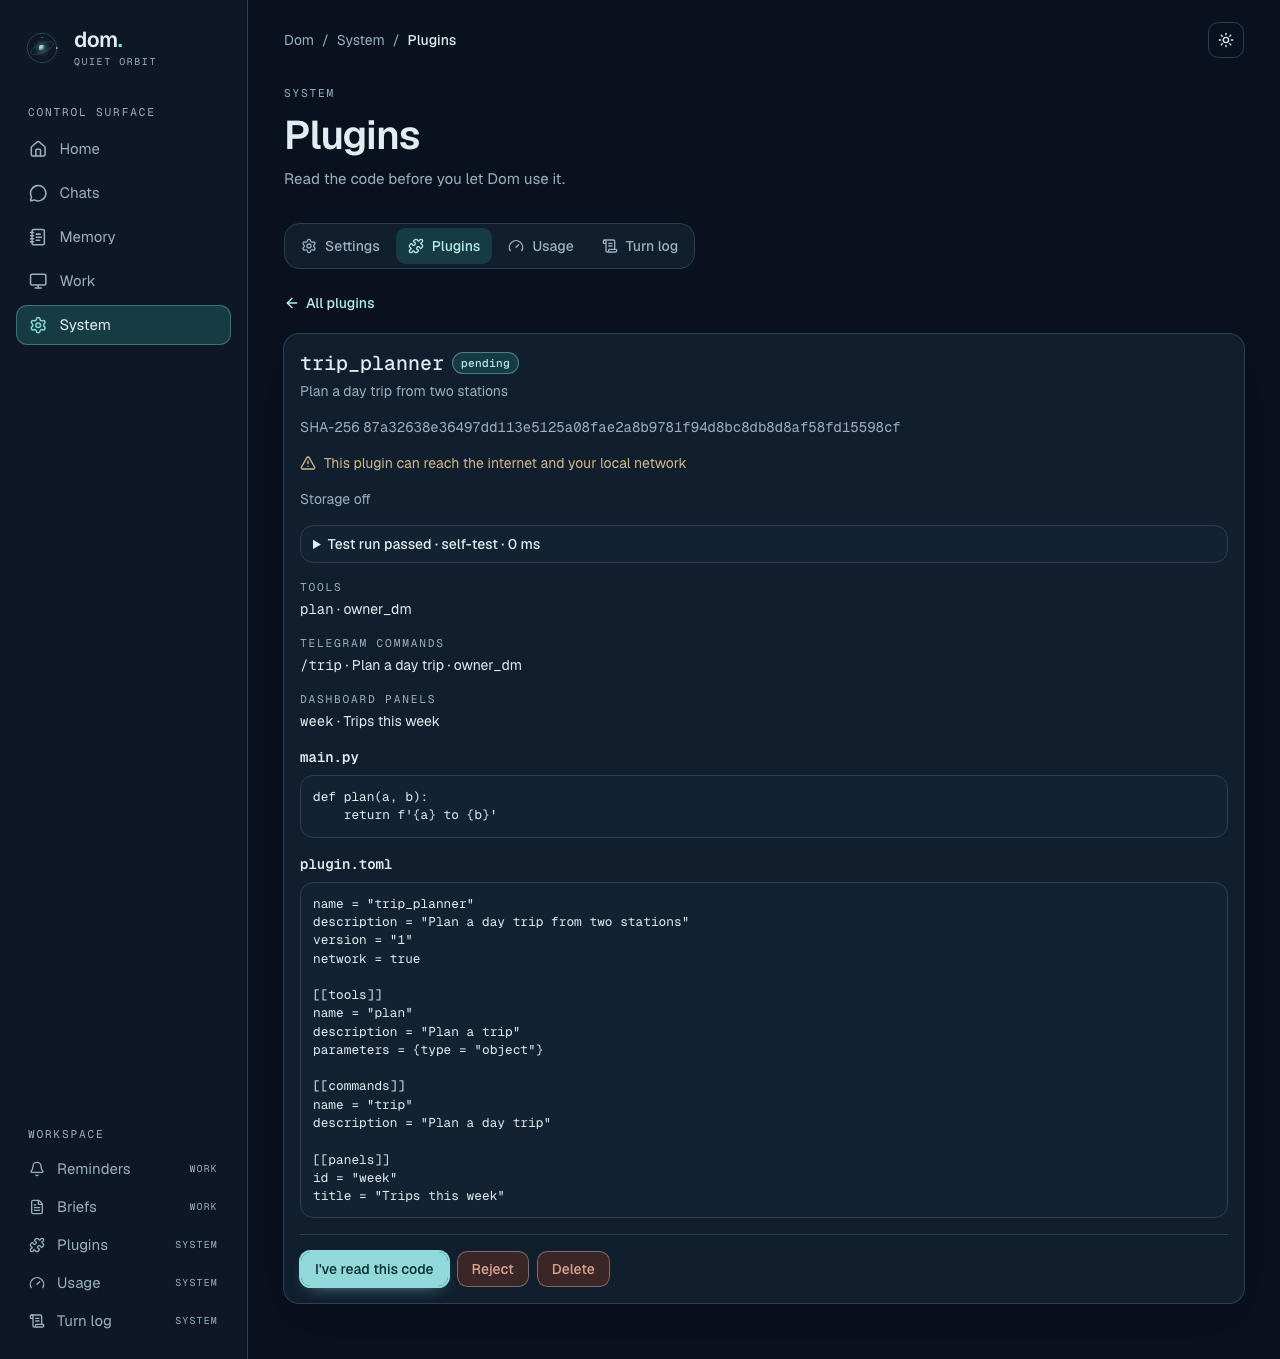 dom.
QUIET ORBIT
CONTROL SURFACE
Home
Chats
Memory
Work
System
WORKSPACE
Reminders WORK
Briefs WORK
Plugins SYSTEM
Usage SYSTEM
Turn log SYSTEM
Dom / System / Plugins
SYSTEM
Plugins
Read the code before you let Dom use it.
Settings Plugins Usage Turn log
← All plugins
trip_planner pending
Plan a day trip from two stations
SHA-256 87a32638e36497dd113e5125a08fae2a8b9781f94d8bc8db8d8af58fd15598cf
This plugin can reach the internet and your local network
Storage off
Test run passed · self-test · 0 ms
TOOLS
plan · owner_dm
TELEGRAM COMMANDS
/trip · Plan a day trip · owner_dm
DASHBOARD PANELS
week · Trips this week
main.py
def plan(a, b):
    return f'{a} to {b}'
plugin.toml
name = "trip_planner"
description = "Plan a day trip from two stations"
version = "1"
network = true
[[tools]]
name = "plan"
description = "Plan a trip"
parameters = {type = "object"}
[[commands]]
name = "trip"
description = "Plan a day trip"
[[panels]]
id = "week"
title = "Trips this week"
I've read this code Reject Delete